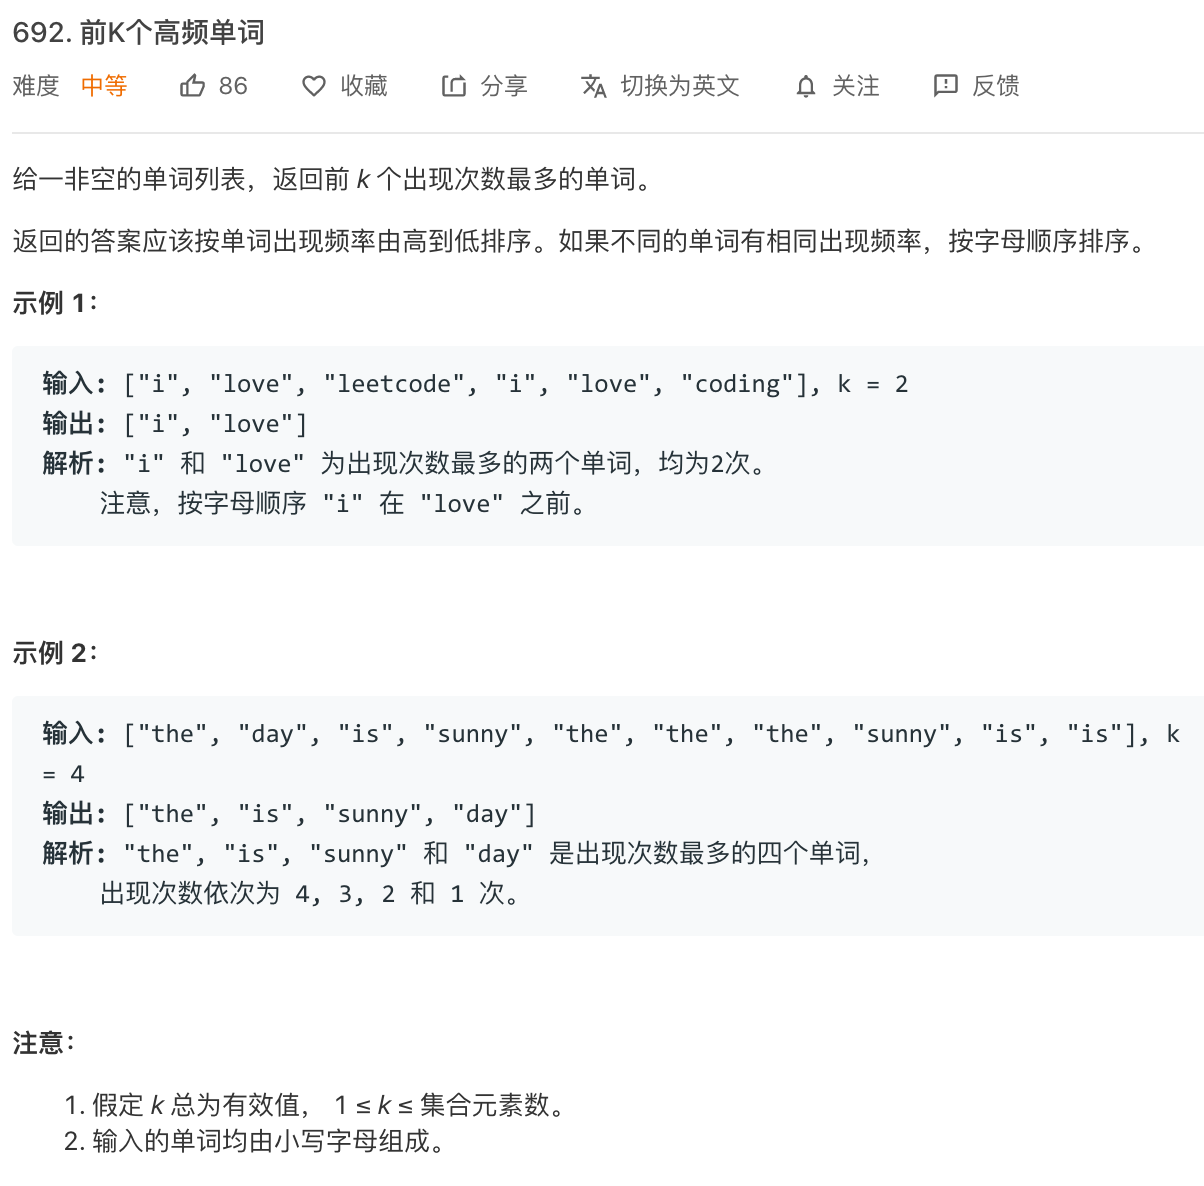 692. 前K个高频单词
难度 中等 86 收藏 分享 切换为英文 关注 反馈
给一非空的单词列表，返回前 k 个出现次数最多的单词。
返回的答案应该按单词出现频率由高到低排序。如果不同的单词有相同出现频率，按字母顺序排序。
示例 1：
输入: ["i", "love", "leetcode", "i", "love", "coding"], k = 2
输出: ["i", "love"]
解析: "i" 和 "love" 为出现次数最多的两个单词，均为2次。
注意，按字母顺序 "i" 在 "love" 之前。
示例 2：
输入: ["the", "day", "is", "sunny", "the", "the", "the", "sunny", "is", "is"], k
= 4
输出: ["the", "is", "sunny", "day"]
解析: "the", "is", "sunny" 和 "day" 是出现次数最多的四个单词，
出现次数依次为 4, 3, 2 和 1 次。
注意：
1. 假定 k 总为有效值， 1 ≤ k ≤ 集合元素数。
2. 输入的单词均由小写字母组成。